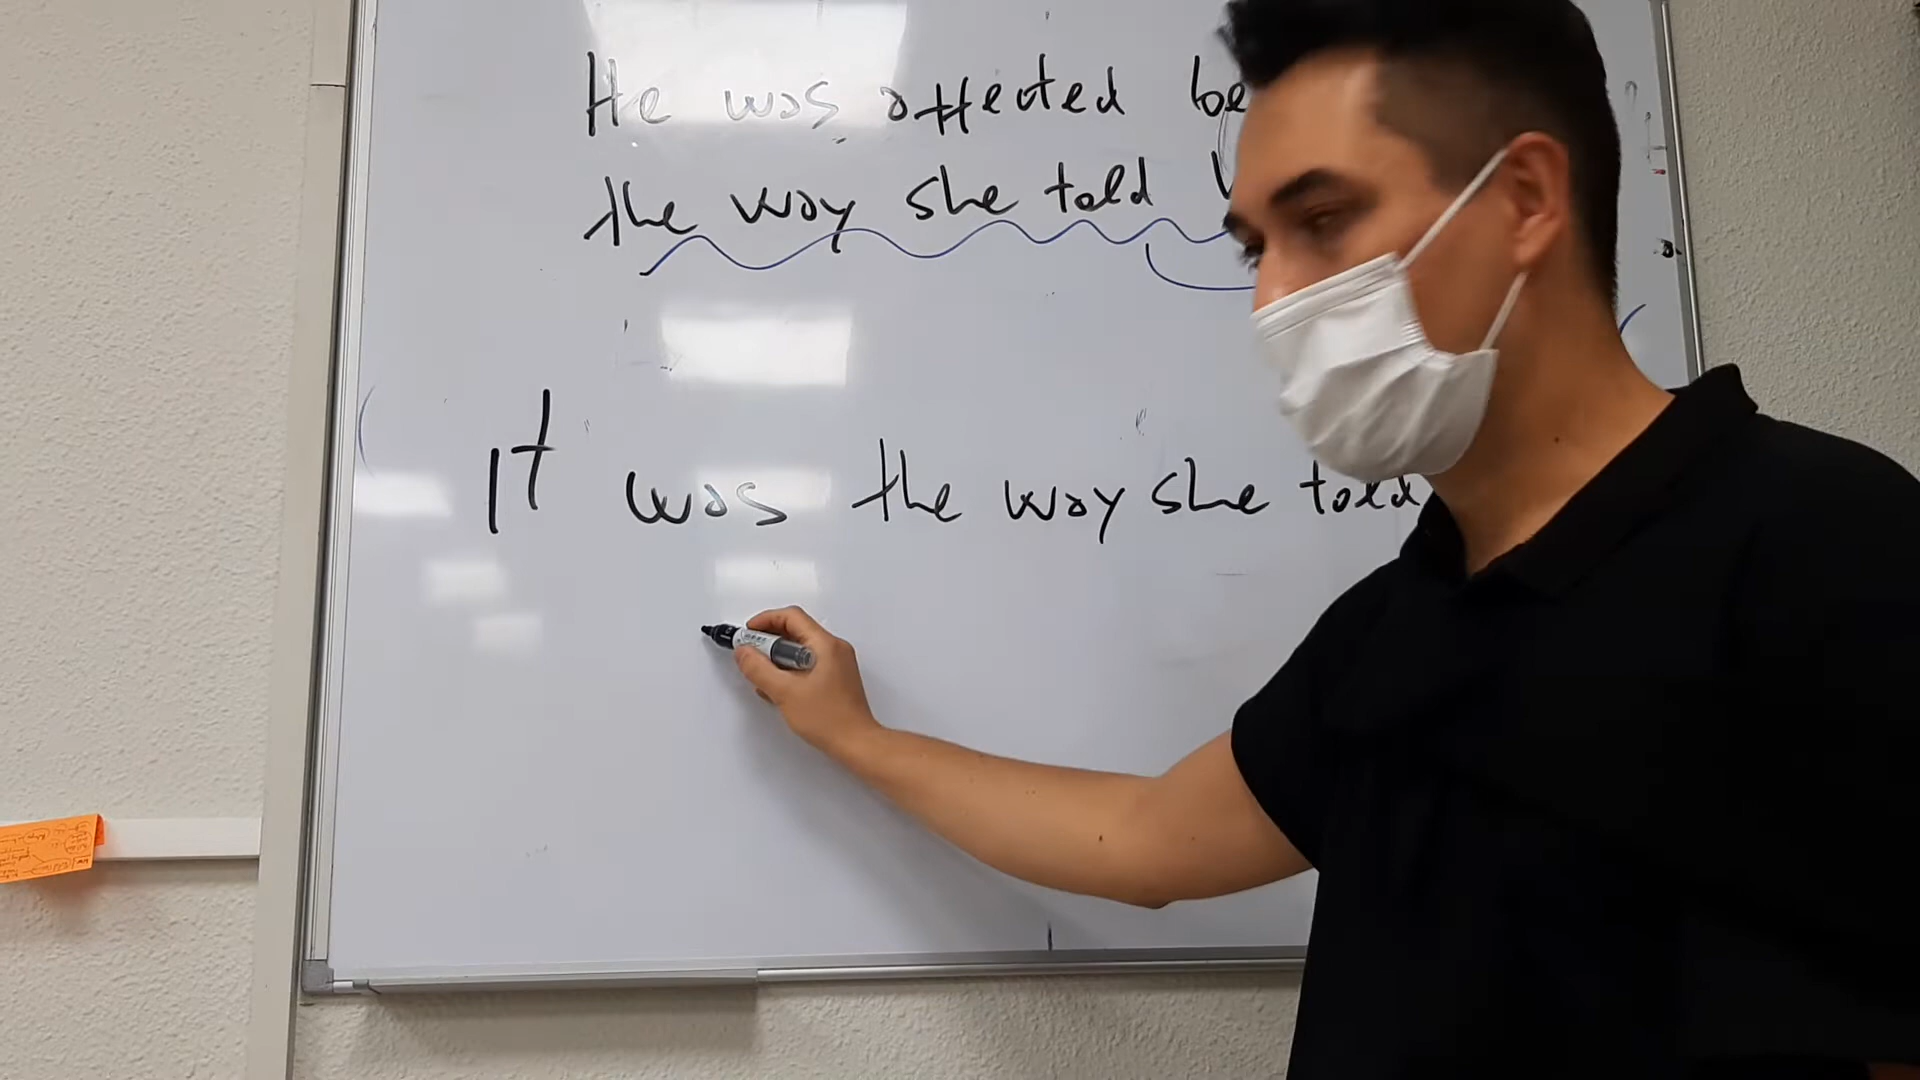 He was affected be
the way she told
It was the way she told